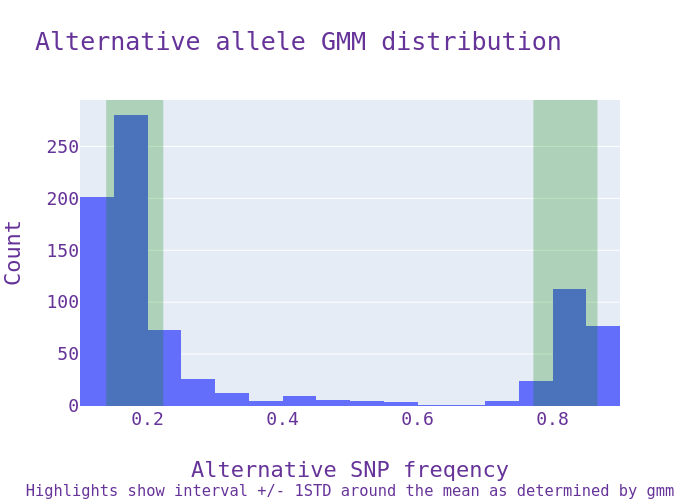 Alternative allele GMM distribution
250
200
150
100
50
0
Count
0.2 0.4 0.6 0.8
Alternative SNP freqency
Highlights show interval +/- 1STD around the mean as determined by gmm